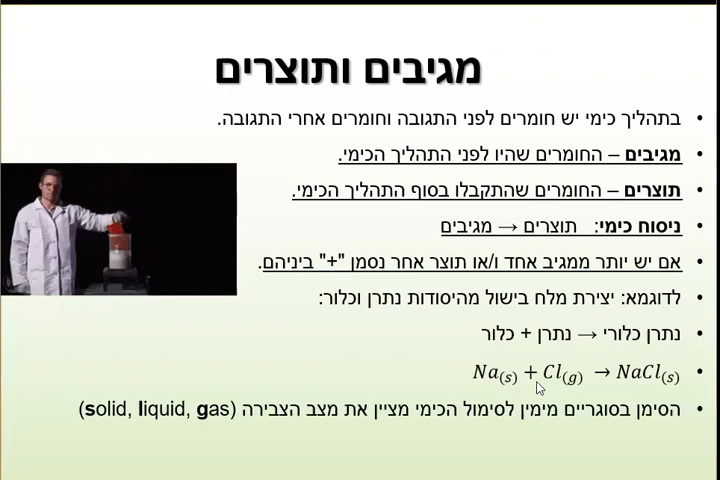 מגיבים ותוצרים
• בתהליך כימי יש חומרים לפני התגובה וחומרים אחרי התגובה.
• מגיבים – החומרים שהיו לפני התהליך הכימי.
• תוצרים – החומרים שהתקבלו בסוף התהליך הכימי.
• ניסוח כימי: תוצרים → מגיבים
• אם יש יותר ממגיב אחד ו/או תוצר אחר נסמן "+" ביניהם.
• לדוגמא: יצירת מלח בישול מהיסודות נתרן וכלור:
• נתרן כלורי → נתרן + כלור
• Na(s) + Cl(g) → NaCl(s)
• הסימן בסוגריים מימין לסימול הכימי מציין את מצב הצבירה (solid, liquid, gas)